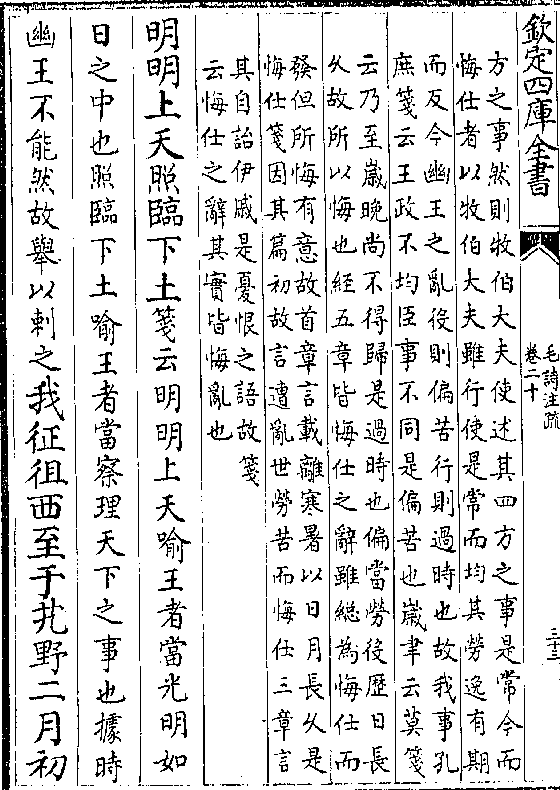 欽定四庫全書
毛詩注疏
卷二十
三十三
方之事然則牧伯大夫使述其四方之事是常今而
悔仕者以牧伯大夫雖行使是常而均其勞逸有期
而反今幽王之亂後則偏苦行則過時也故我事孔
庶箋云王政不均臣事不同是偏苦也歲聿云莫箋
云乃至歲晚尚不得歸是過時也偏當勞後歴日長
乆故所以悔也經五章皆悔仕之辭雖總為悔仕而
發但所悔有意故首章言載離寒暑以日月長乆是
悔仕箋因其篇初故言遭亂世勞苦而悔仕三章言
其自詒伊戚是憂恨之語故箋
云悔仕之辭其實皆悔亂也
明明上天照臨下土箋云明明上天喻王者當光明如
日之中也照臨下土喻王者當察理天下之事也據時
幽王不能然故舉以刺之我征徂西至于艽野二月初